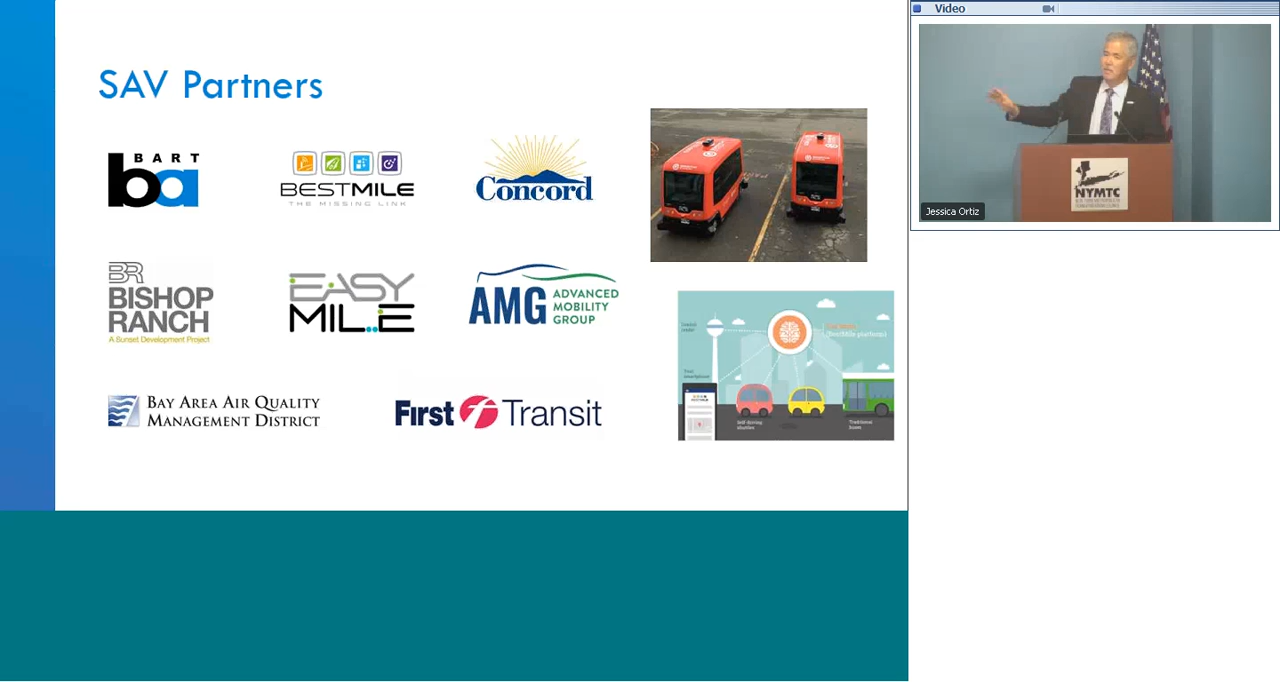 SAV Partners
BART
ba
BESTMILE
THE MISSING LINK
Concord
BR
BISHOP
RANCH
A Sunset Development Project
EASY
MILE
AMG
ADVANCED
MOBILITY
GROUP
BAY AREA AIR QUALITY
MANAGEMENT DISTRICT
First Transit
Video
NYMTC
Jessica Ortiz